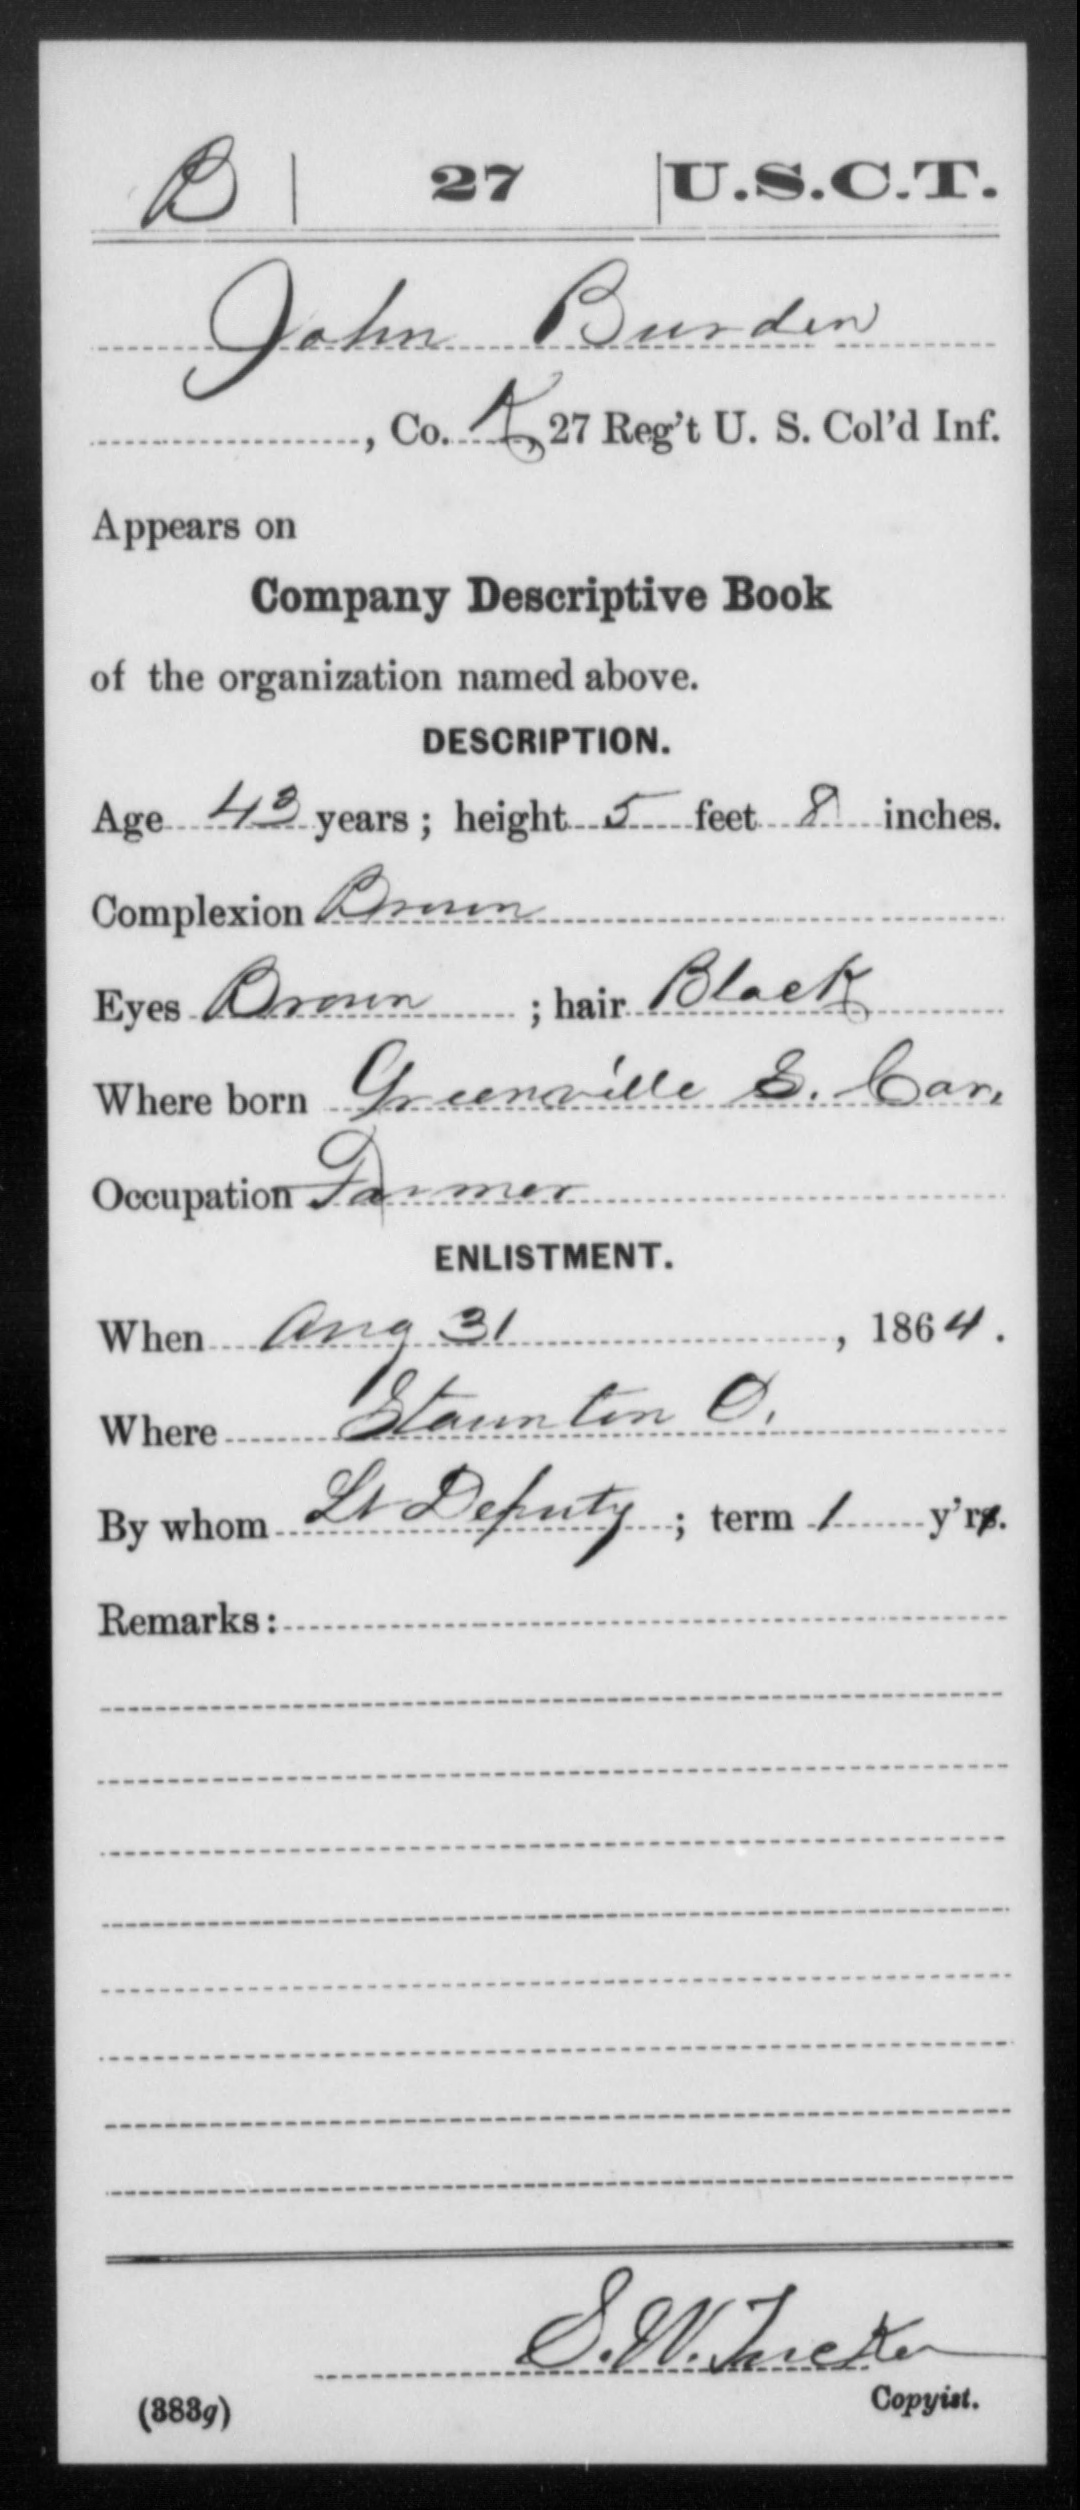 B | 27 | U.S.C.T.
John Burden
, Co. K, 27 Reg't U. S. Col'd Inf.
Appears on
Company Descriptive Book
of the organization named above.
DESCRIPTION.
Age 43 years; height 5 feet 8 inches.
Complexion Brown
Eyes Brown ; hair Black
Where born Greenville S. Car.
Occupation Farmer
ENLISTMENT.
When Aug 31, 1864.
Where Staunton O.
By whom Lt Deputy; term 1 y'rs.
Remarks:
S.W. Tucker
(383g) Copyist.